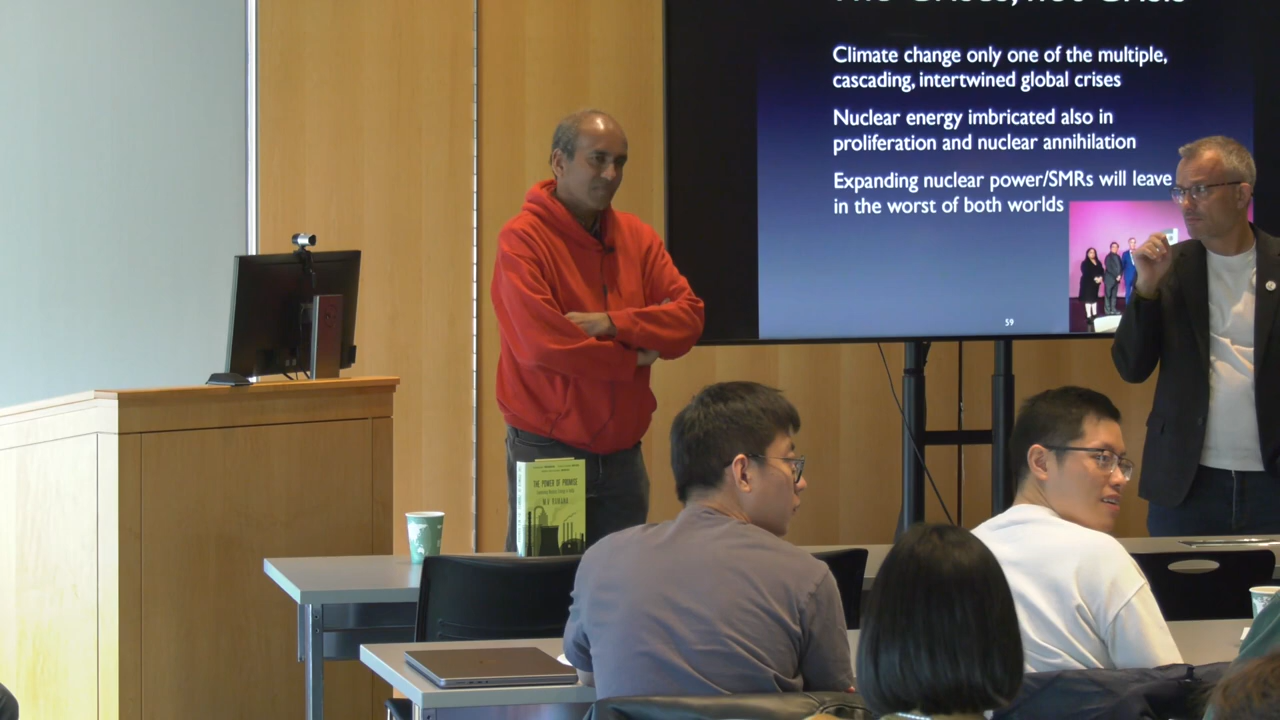 Climate change only one of the multiple,
cascading, intertwined global crises
Nuclear energy imbricated also in
proliferation and nuclear annihilation
Expanding nuclear power/SMRs will leave
in the worst of both worlds
59
THE POWER OF PROMISE
M.V. RAMANA